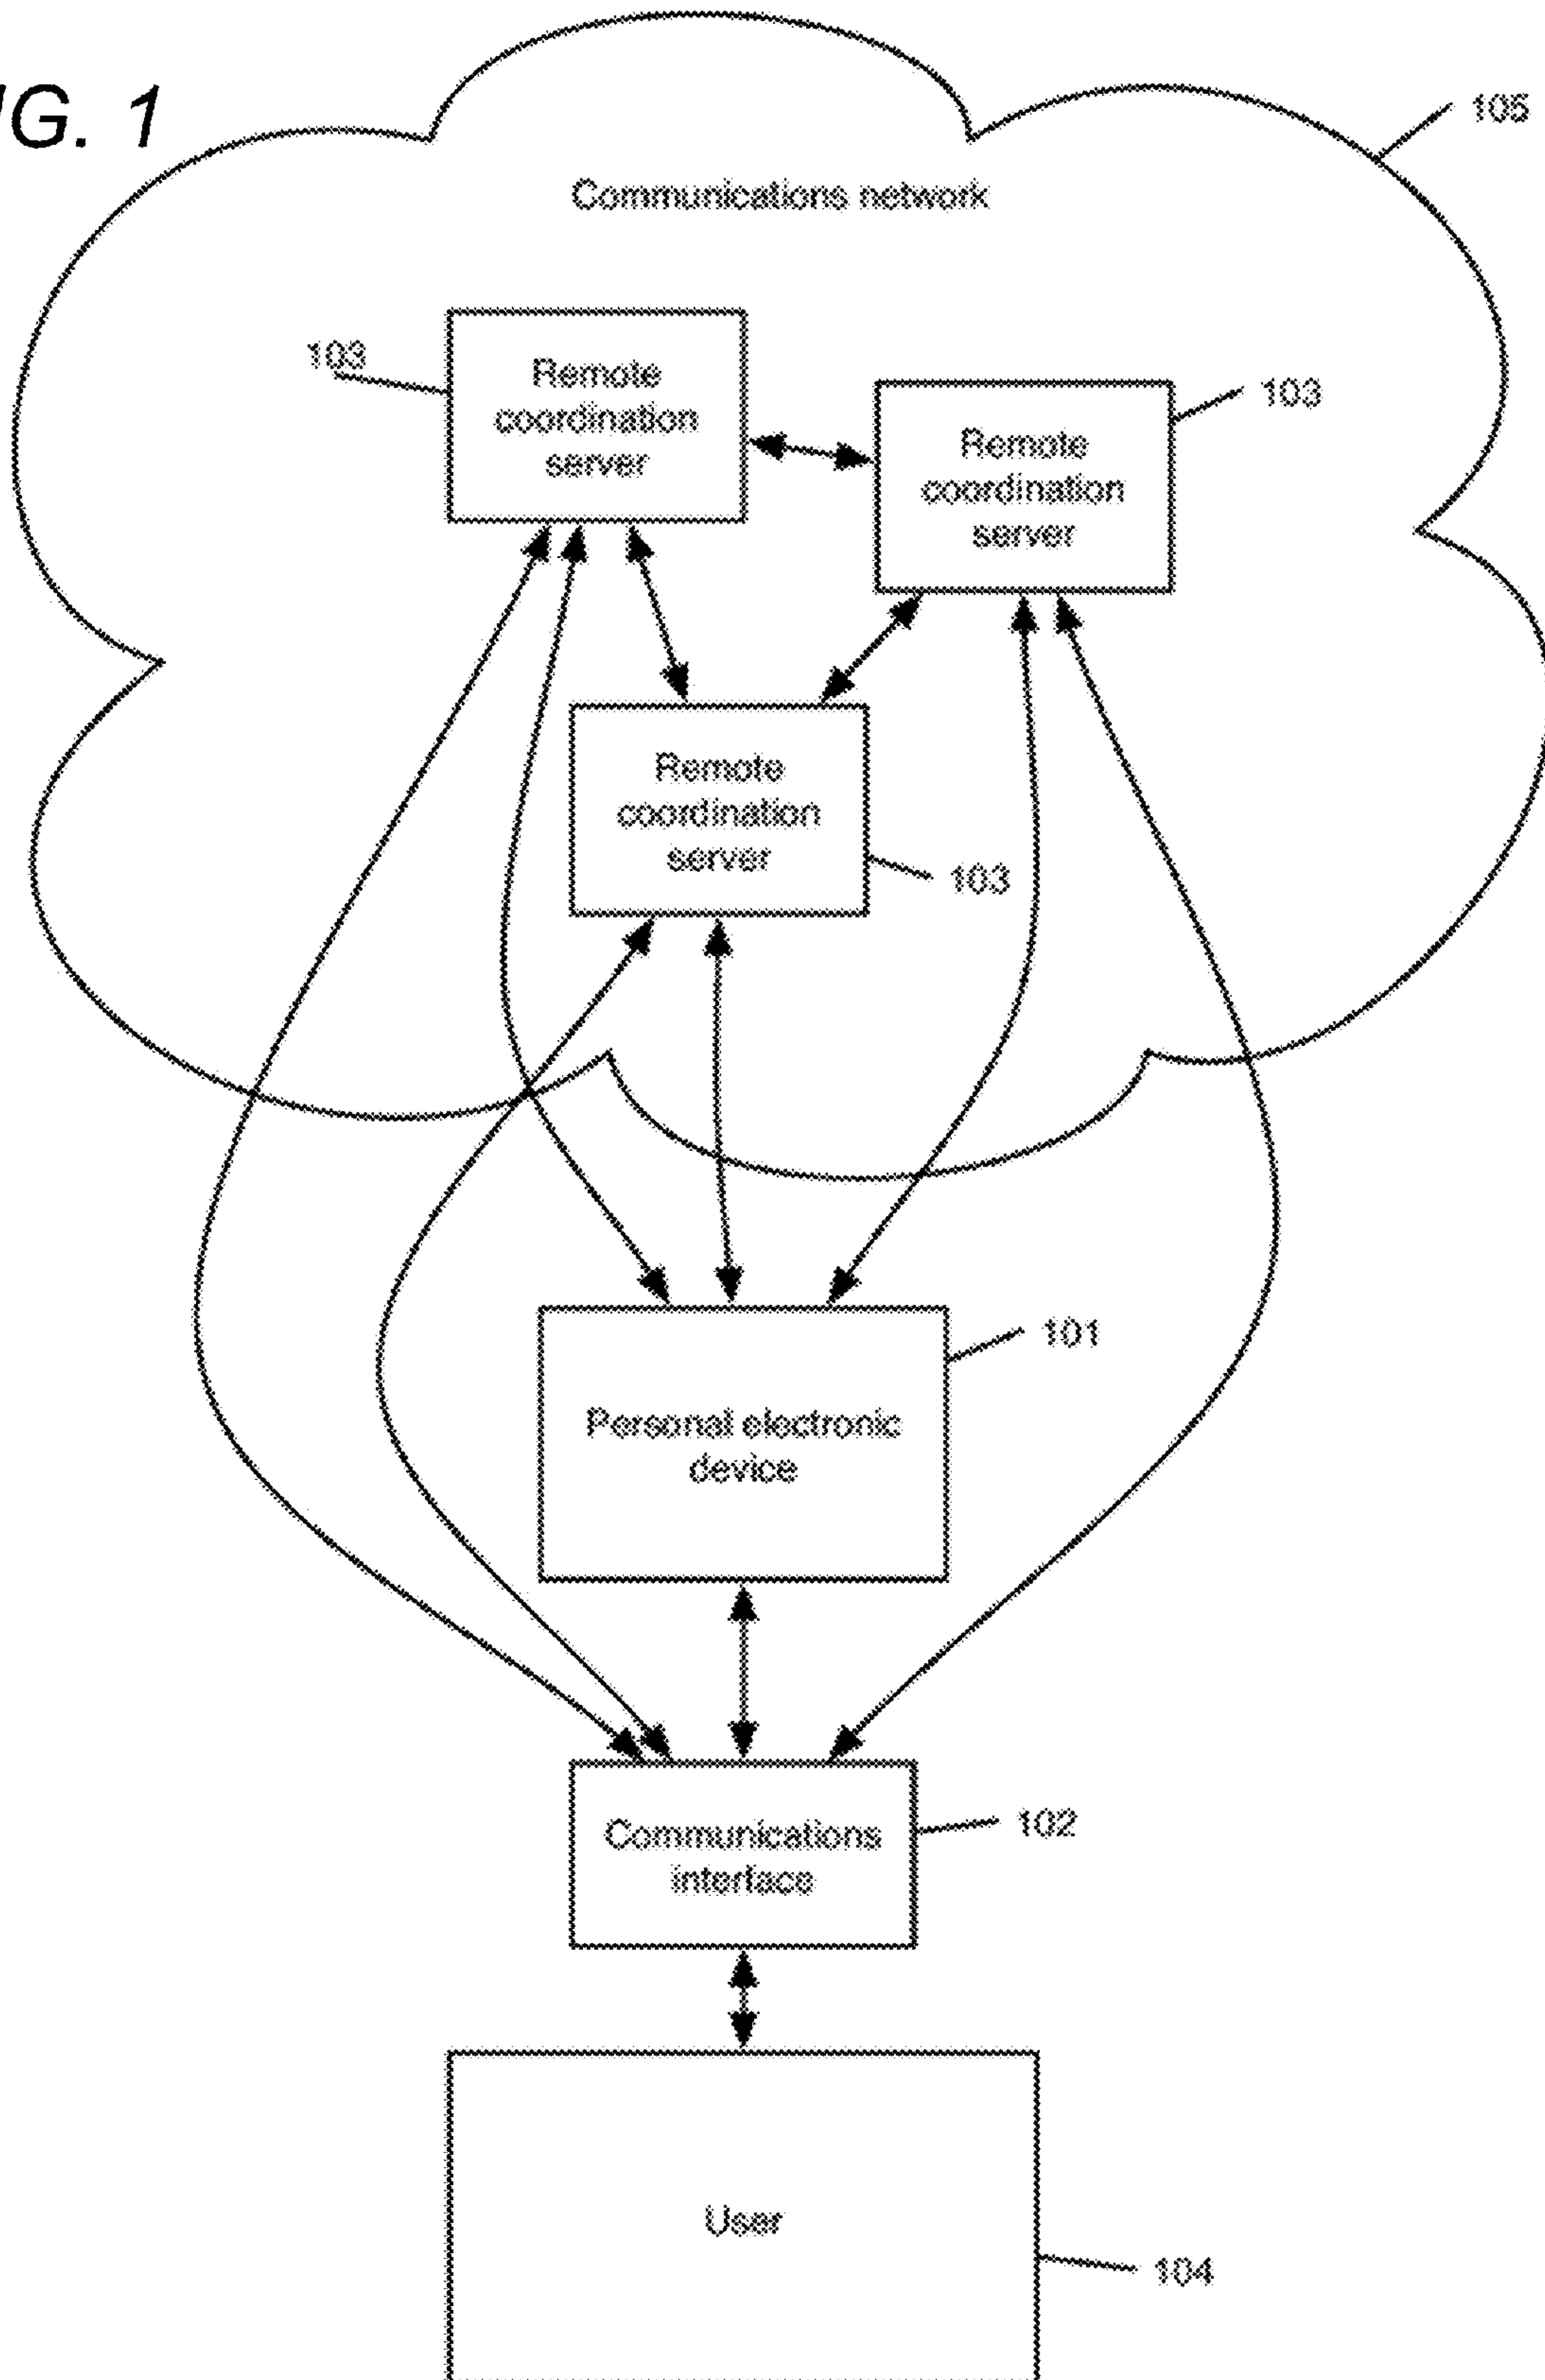 IG. 1
105
Communications network
103
Remote
coordination
server
103
Remote
coordination
server
Remote
coordination
server
103
101
Personal electronic
device
102
Communications
interface
User
104